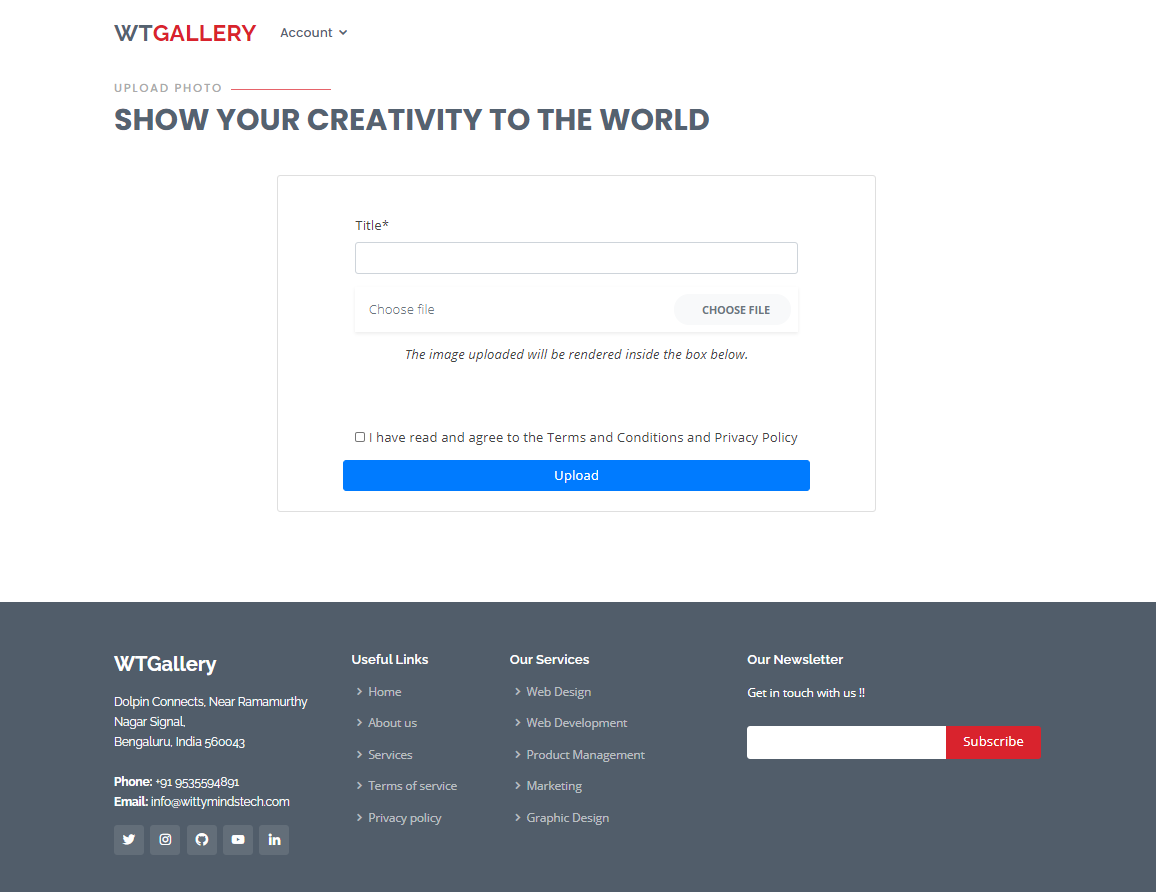 WTGALLERY
Account
UPLOAD PHOTO
SHOW YOUR CREATIVITY TO THE WORLD
Title*
Choose file
CHOOSE FILE
The image uploaded will be rendered inside the box below.
I have read and agree to the Terms and Conditions and Privacy Policy
Upload
WTGallery
Dolpin Connects, Near Ramamurthy
Nagar Signal,
Bengaluru, India 560043
Phone: +91 9535594891
Email: info@wittymindstech.com
Useful Links
Home
About us
Services
Terms of service
Privacy policy
Our Services
Web Design
Web Development
Product Management
Marketing
Graphic Design
Our Newsletter
Get in touch with us !!
Subscribe